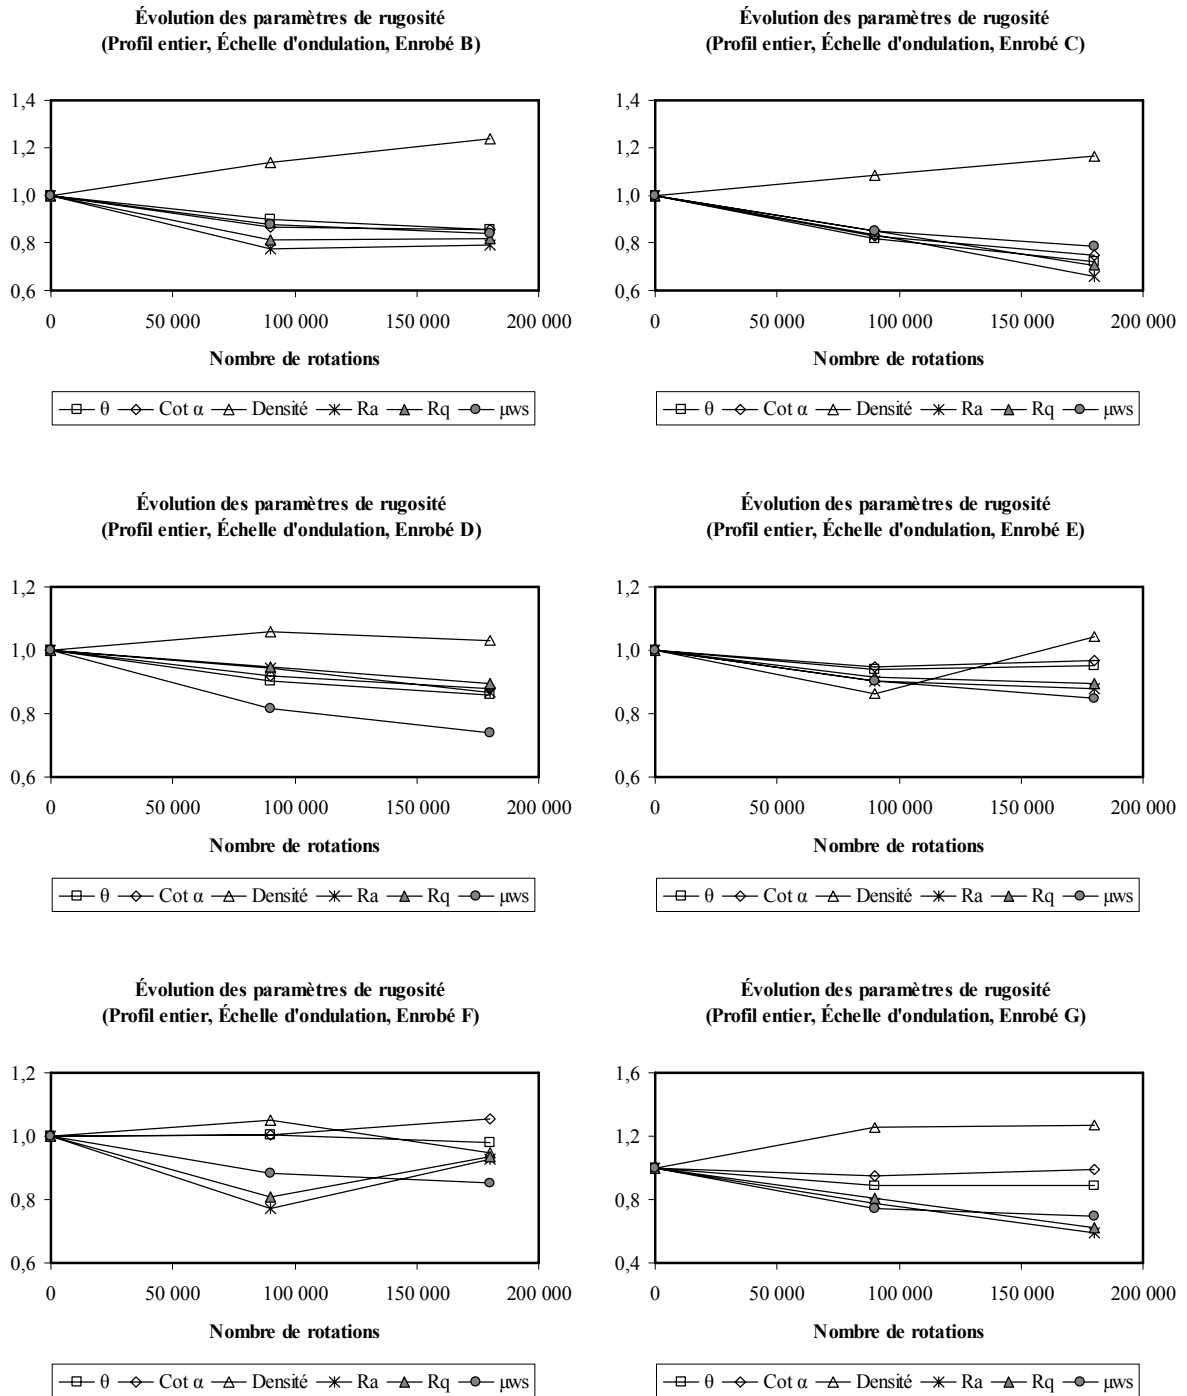 Évolution des paramètres de rugosité
(Profil entier, Échelle d'ondulation, Enrobé B)
1,4
1,2
1,0
0,8
0,6
0 50 000 100 000 150 000 200 000
Nombre de rotations
θ Cot α Densité Ra Rq μws
Évolution des paramètres de rugosité
(Profil entier, Échelle d'ondulation, Enrobé C)
1,4
1,2
1,0
0,8
0,6
0 50 000 100 000 150 000 200 000
Nombre de rotations
θ Cot α Densité Ra Rq μws
Évolution des paramètres de rugosité
(Profil entier, Échelle d'ondulation, Enrobé D)
1,2
1,0
0,8
0,6
0 50 000 100 000 150 000 200 000
Nombre de rotations
θ Cot α Densité Ra Rq μws
Évolution des paramètres de rugosité
(Profil entier, Échelle d'ondulation, Enrobé E)
1,2
1,0
0,8
0,6
0 50 000 100 000 150 000 200 000
Nombre de rotations
θ Cot α Densité Ra Rq μws
Évolution des paramètres de rugosité
(Profil entier, Échelle d'ondulation, Enrobé F)
1,2
1,0
0,8
0,6
0 50 000 100 000 150 000 200 000
Nombre de rotations
θ Cot α Densité Ra Rq μws
Évolution des paramètres de rugosité
(Profil entier, Échelle d'ondulation, Enrobé G)
1,6
1,2
0,8
0,4
0 50 000 100 000 150 000 200 000
Nombre de rotations
θ Cot α Densité Ra Rq μws